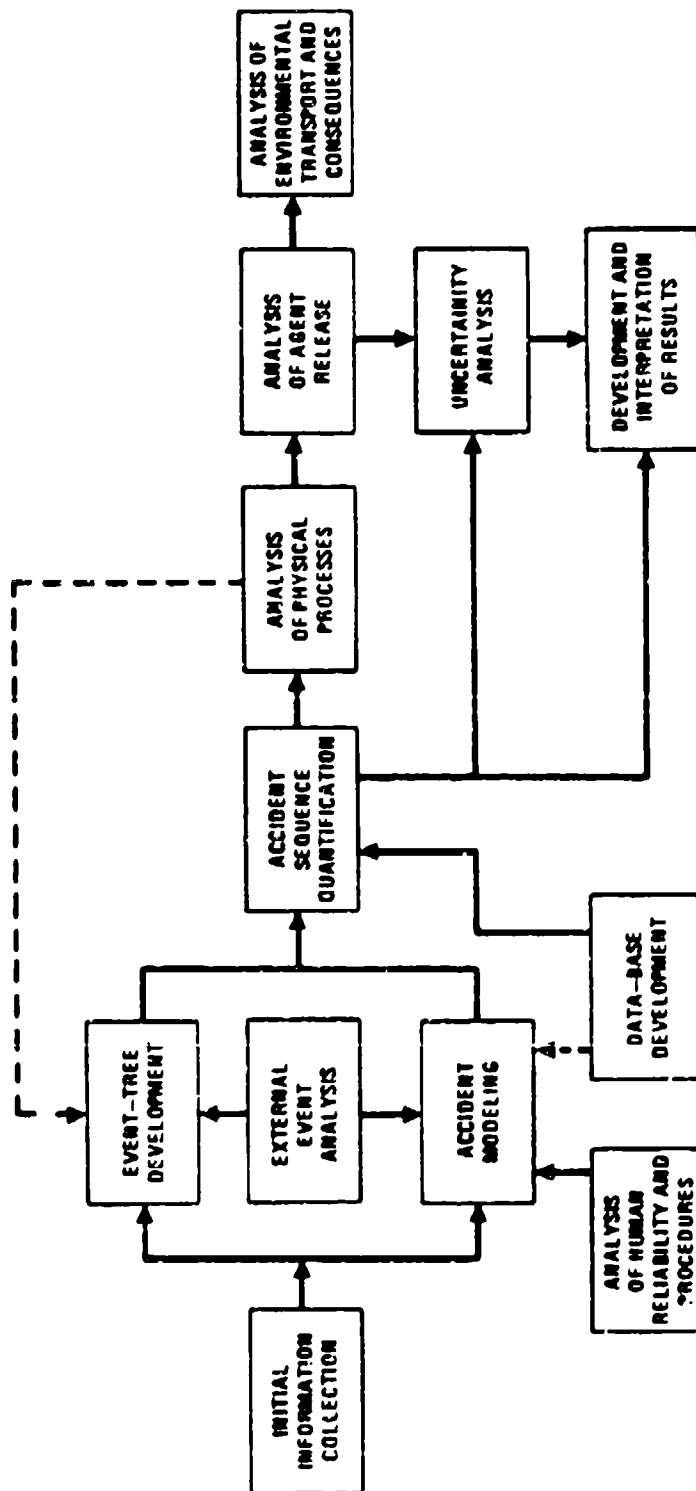 INITIAL
INFORMATION
COLLECTION
EVENT-TREE
DEVELOPMENT
EXTERNAL
EVENT
ANALYSIS
ACCIDENT
MODELING
ANALYSIS
OF HUMAN
RELIABILITY AND
PROCEDURES
DATA-BASE
DEVELOPMENT
ACCIDENT
SEQUENCE
QUANTIFICATION
ANALYSIS
OF PHYSICAL
PROCESSES
ANALYSIS
OF AGENT
RELEASE
ANALYSIS OF
ENVIRONMENTAL
TRANSPORT AND
CONSEQUENCES
UNCERTAINITY
ANALYSIS
DEVELOPMENT AND
INTERPRETATION
OF RESULTS